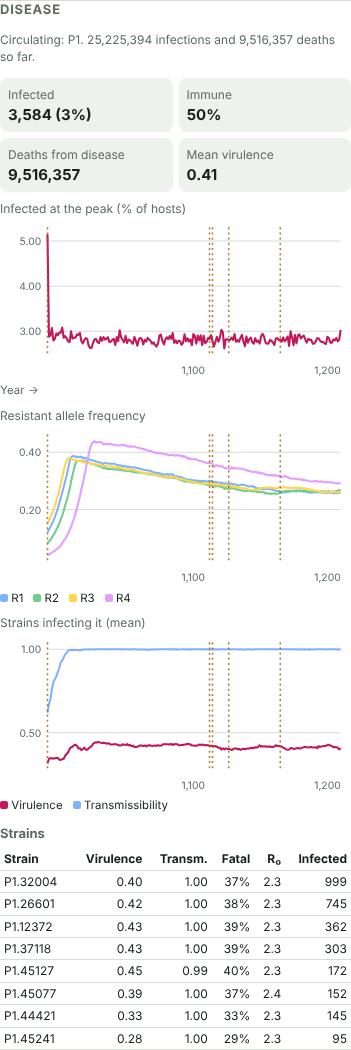 DISEASE
Circulating: P1. 25,225,394 infections and 9,516,357 deaths
so far.
Infected
3,584 (3%)
Immune
50%
Deaths from disease
9,516,357
Mean virulence
0.41
Infected at the peak (% of hosts)
5.00
4.00
3.00
1,100 1,200
Year →
Resistant allele frequency
0.40
0.20
1,100 1,200
R1 R2 R3 R4
Strains infecting it (mean)
1.00
0.50
1,100 1,200
Virulence Transmissibility
Strains
Strain Virulence Transm. Fatal R₀ Infected
P1.32004 0.40 1.00 37% 2.3 999
P1.26601 0.42 1.00 38% 2.3 745
P1.12372 0.43 1.00 39% 2.3 362
P1.37118 0.43 1.00 39% 2.3 303
P1.45127 0.45 0.99 40% 2.3 172
P1.45077 0.39 1.00 37% 2.4 152
P1.44421 0.33 1.00 33% 2.3 145
P1.45241 0.28 1.00 29% 2.3 95